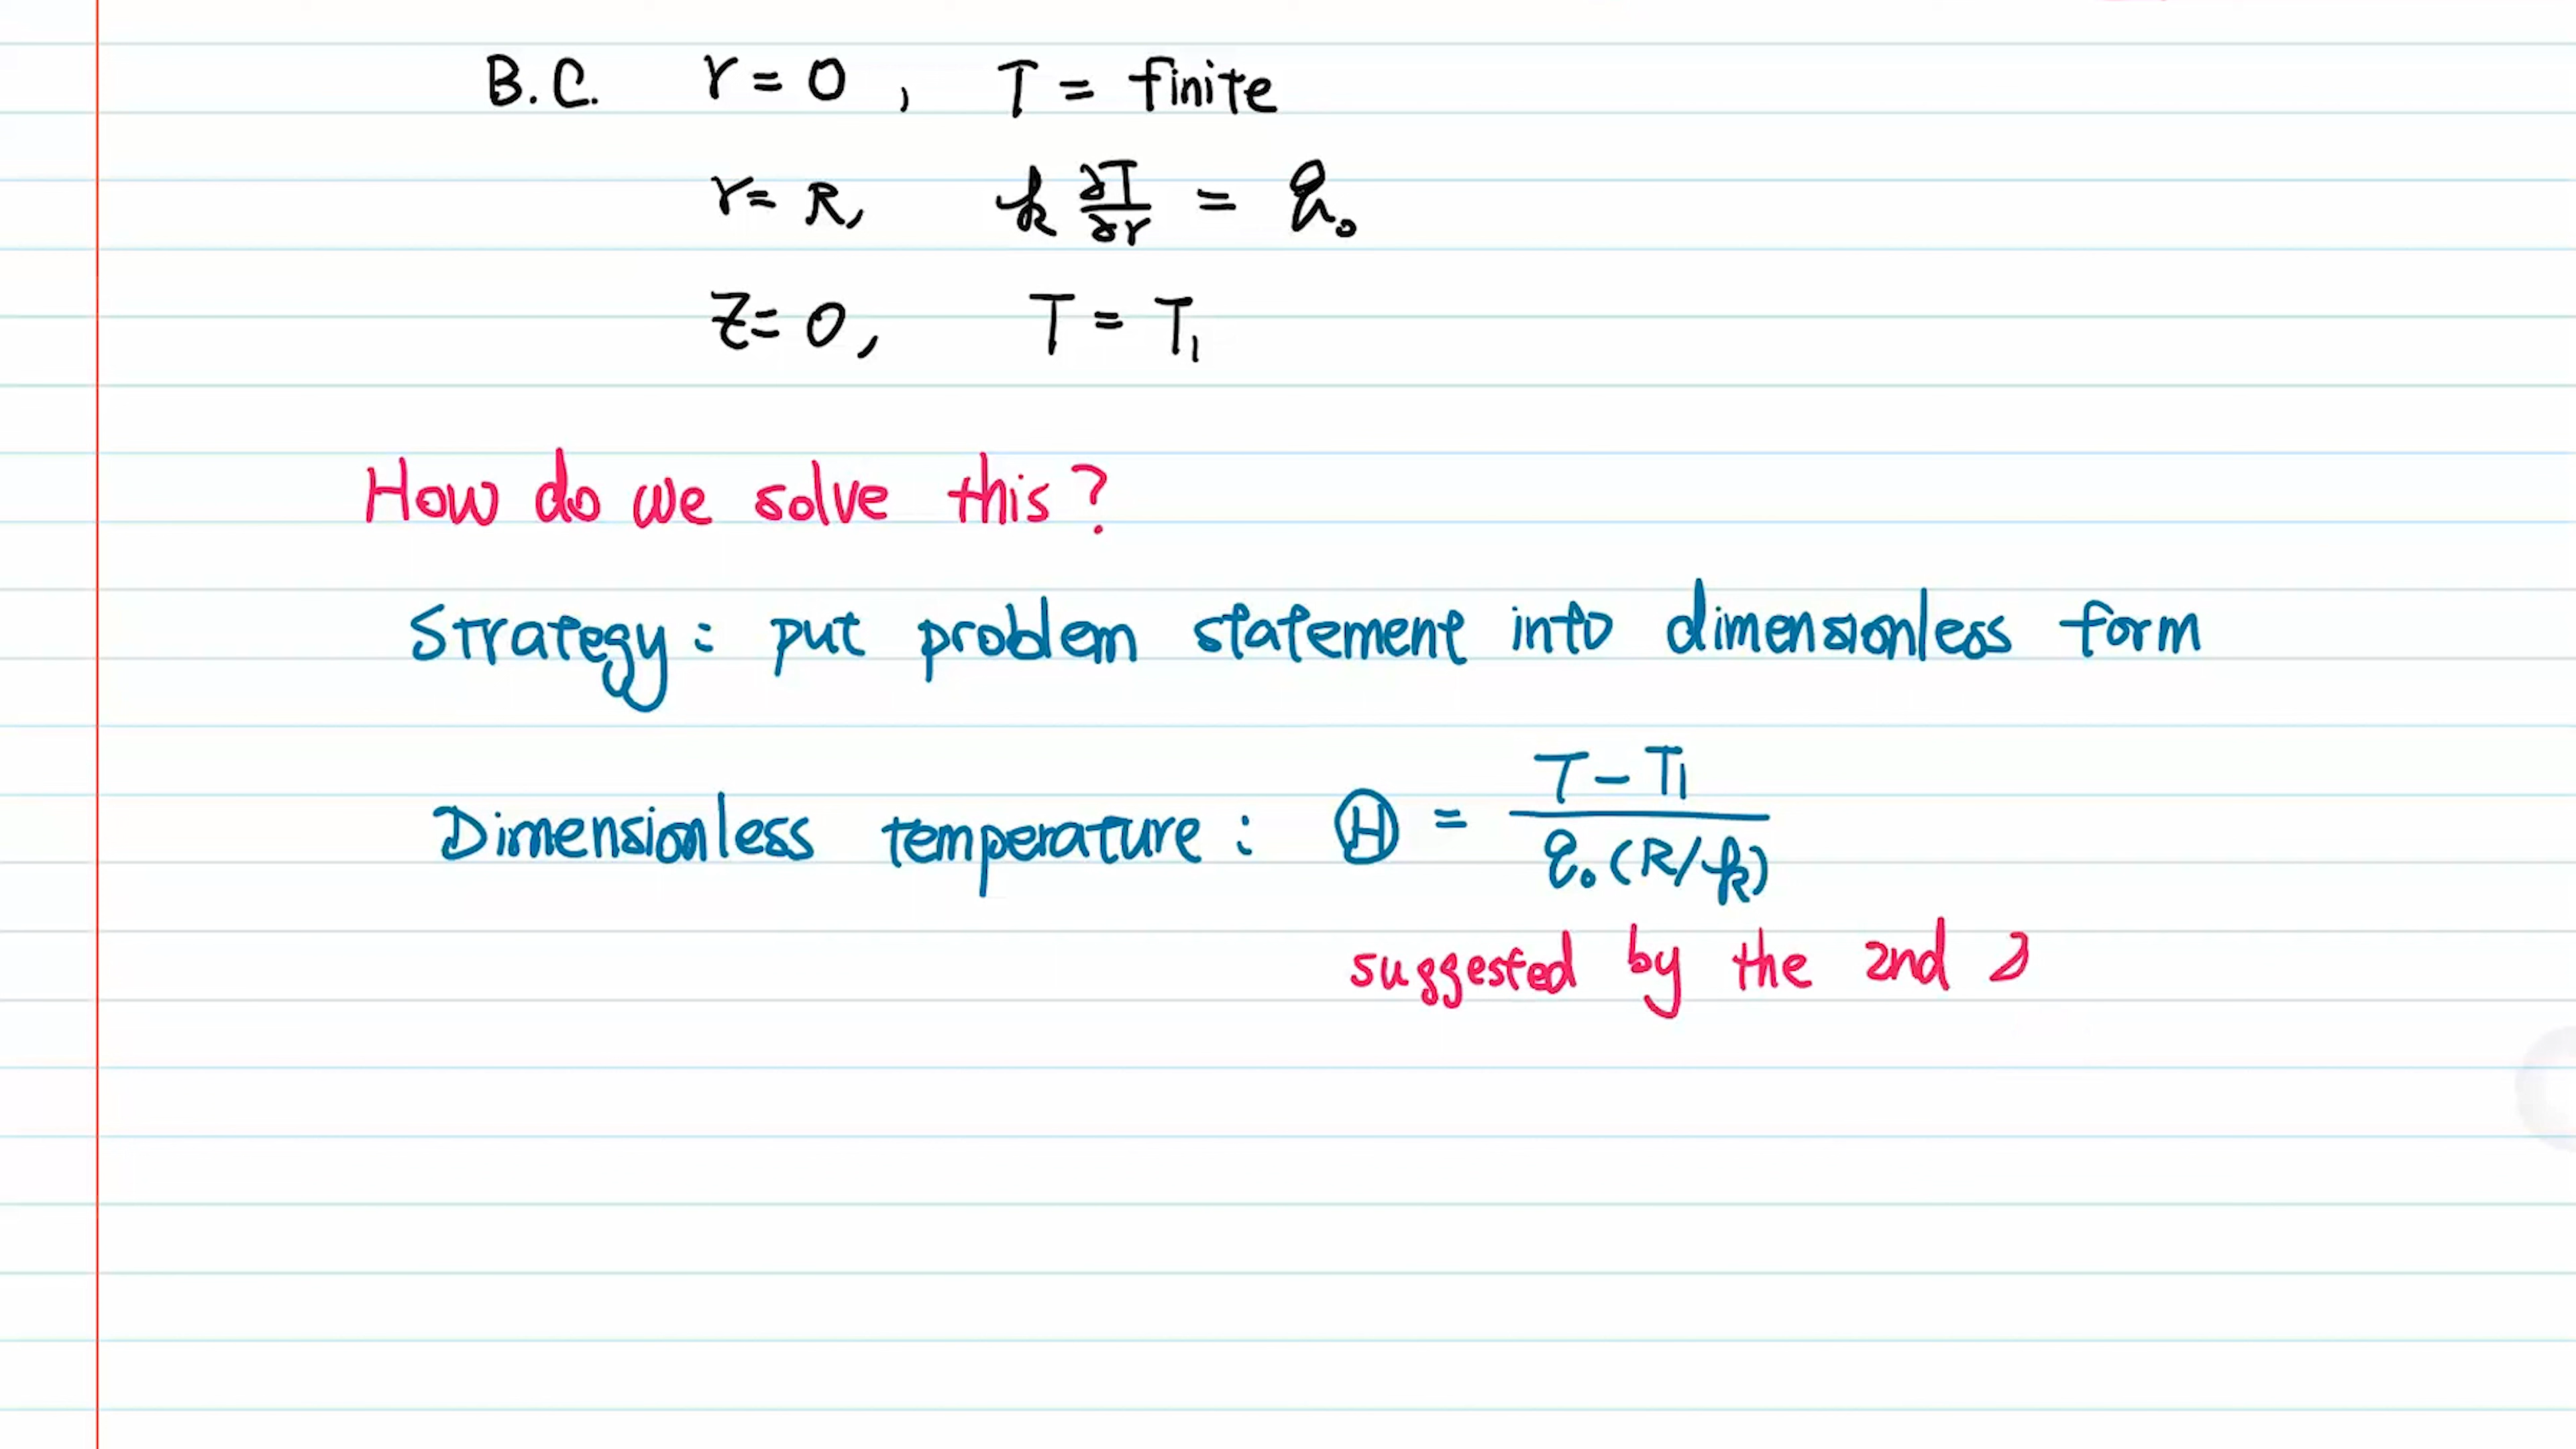 B.C. r = 0 , T = finite
r = R, k ∂T/∂r = q₀
z = 0, T = T₁
How do we solve this?
Strategy : put problem statement into dimensionless form
Dimensionless temperature : Θ = (T - T₁) / (q₀ (R/k))
suggested by the 2nd